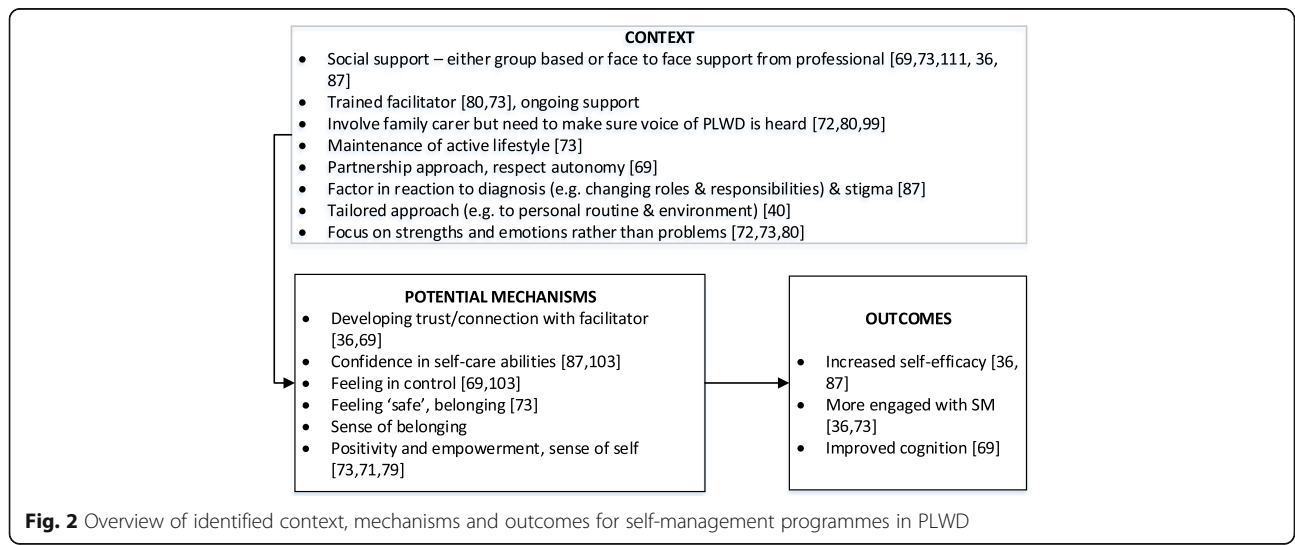 CONTEXT
• Social support – either group based or face to face support from professional [69,73,111, 36,
87]
• Trained facilitator [80,73], ongoing support
• Involve family carer but need to make sure voice of PLWD is heard [72,80,99]
• Maintenance of active lifestyle [73]
• Partnership approach, respect autonomy [69]
• Factor in reaction to diagnosis (e.g. changing roles & responsibilities) & stigma [87]
• Tailored approach (e.g. to personal routine & environment) [40]
• Focus on strengths and emotions rather than problems [72,73,80]
POTENTIAL MECHANISMS
• Developing trust/connection with facilitator
[36,69]
• Confidence in self-care abilities [87,103]
• Feeling in control [69,103]
• Feeling ‘safe’, belonging [73]
• Sense of belonging
• Positivity and empowerment, sense of self
[73,71,79]
OUTCOMES
• Increased self-efficacy [36,
87]
• More engaged with SM
[36,73]
• Improved cognition [69]
Fig. 2 Overview of identified context, mechanisms and outcomes for self-management programmes in PLWD